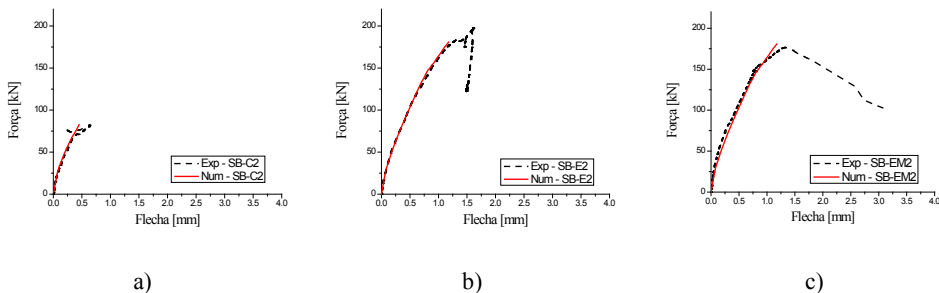 200
150
100
50
0
Força [kN]
0.0 0.5 1.0 1.5 2.0 2.5 3.0 3.5 4.0
Flecha [mm]
Exp - SB-C2
Num - SB-C2
a)
200
150
100
50
0
Força [kN]
0.0 0.5 1.0 1.5 2.0 2.5 3.0 3.5 4.0
Flecha [mm]
Exp - SB-E2
Num - SB-E2
b)
200
150
100
50
0
Força [kN]
0.0 0.5 1.0 1.5 2.0 2.5 3.0 3.5 4.0
Flecha [mm]
Exp - SB-EM2
Num - SB-EM2
c)